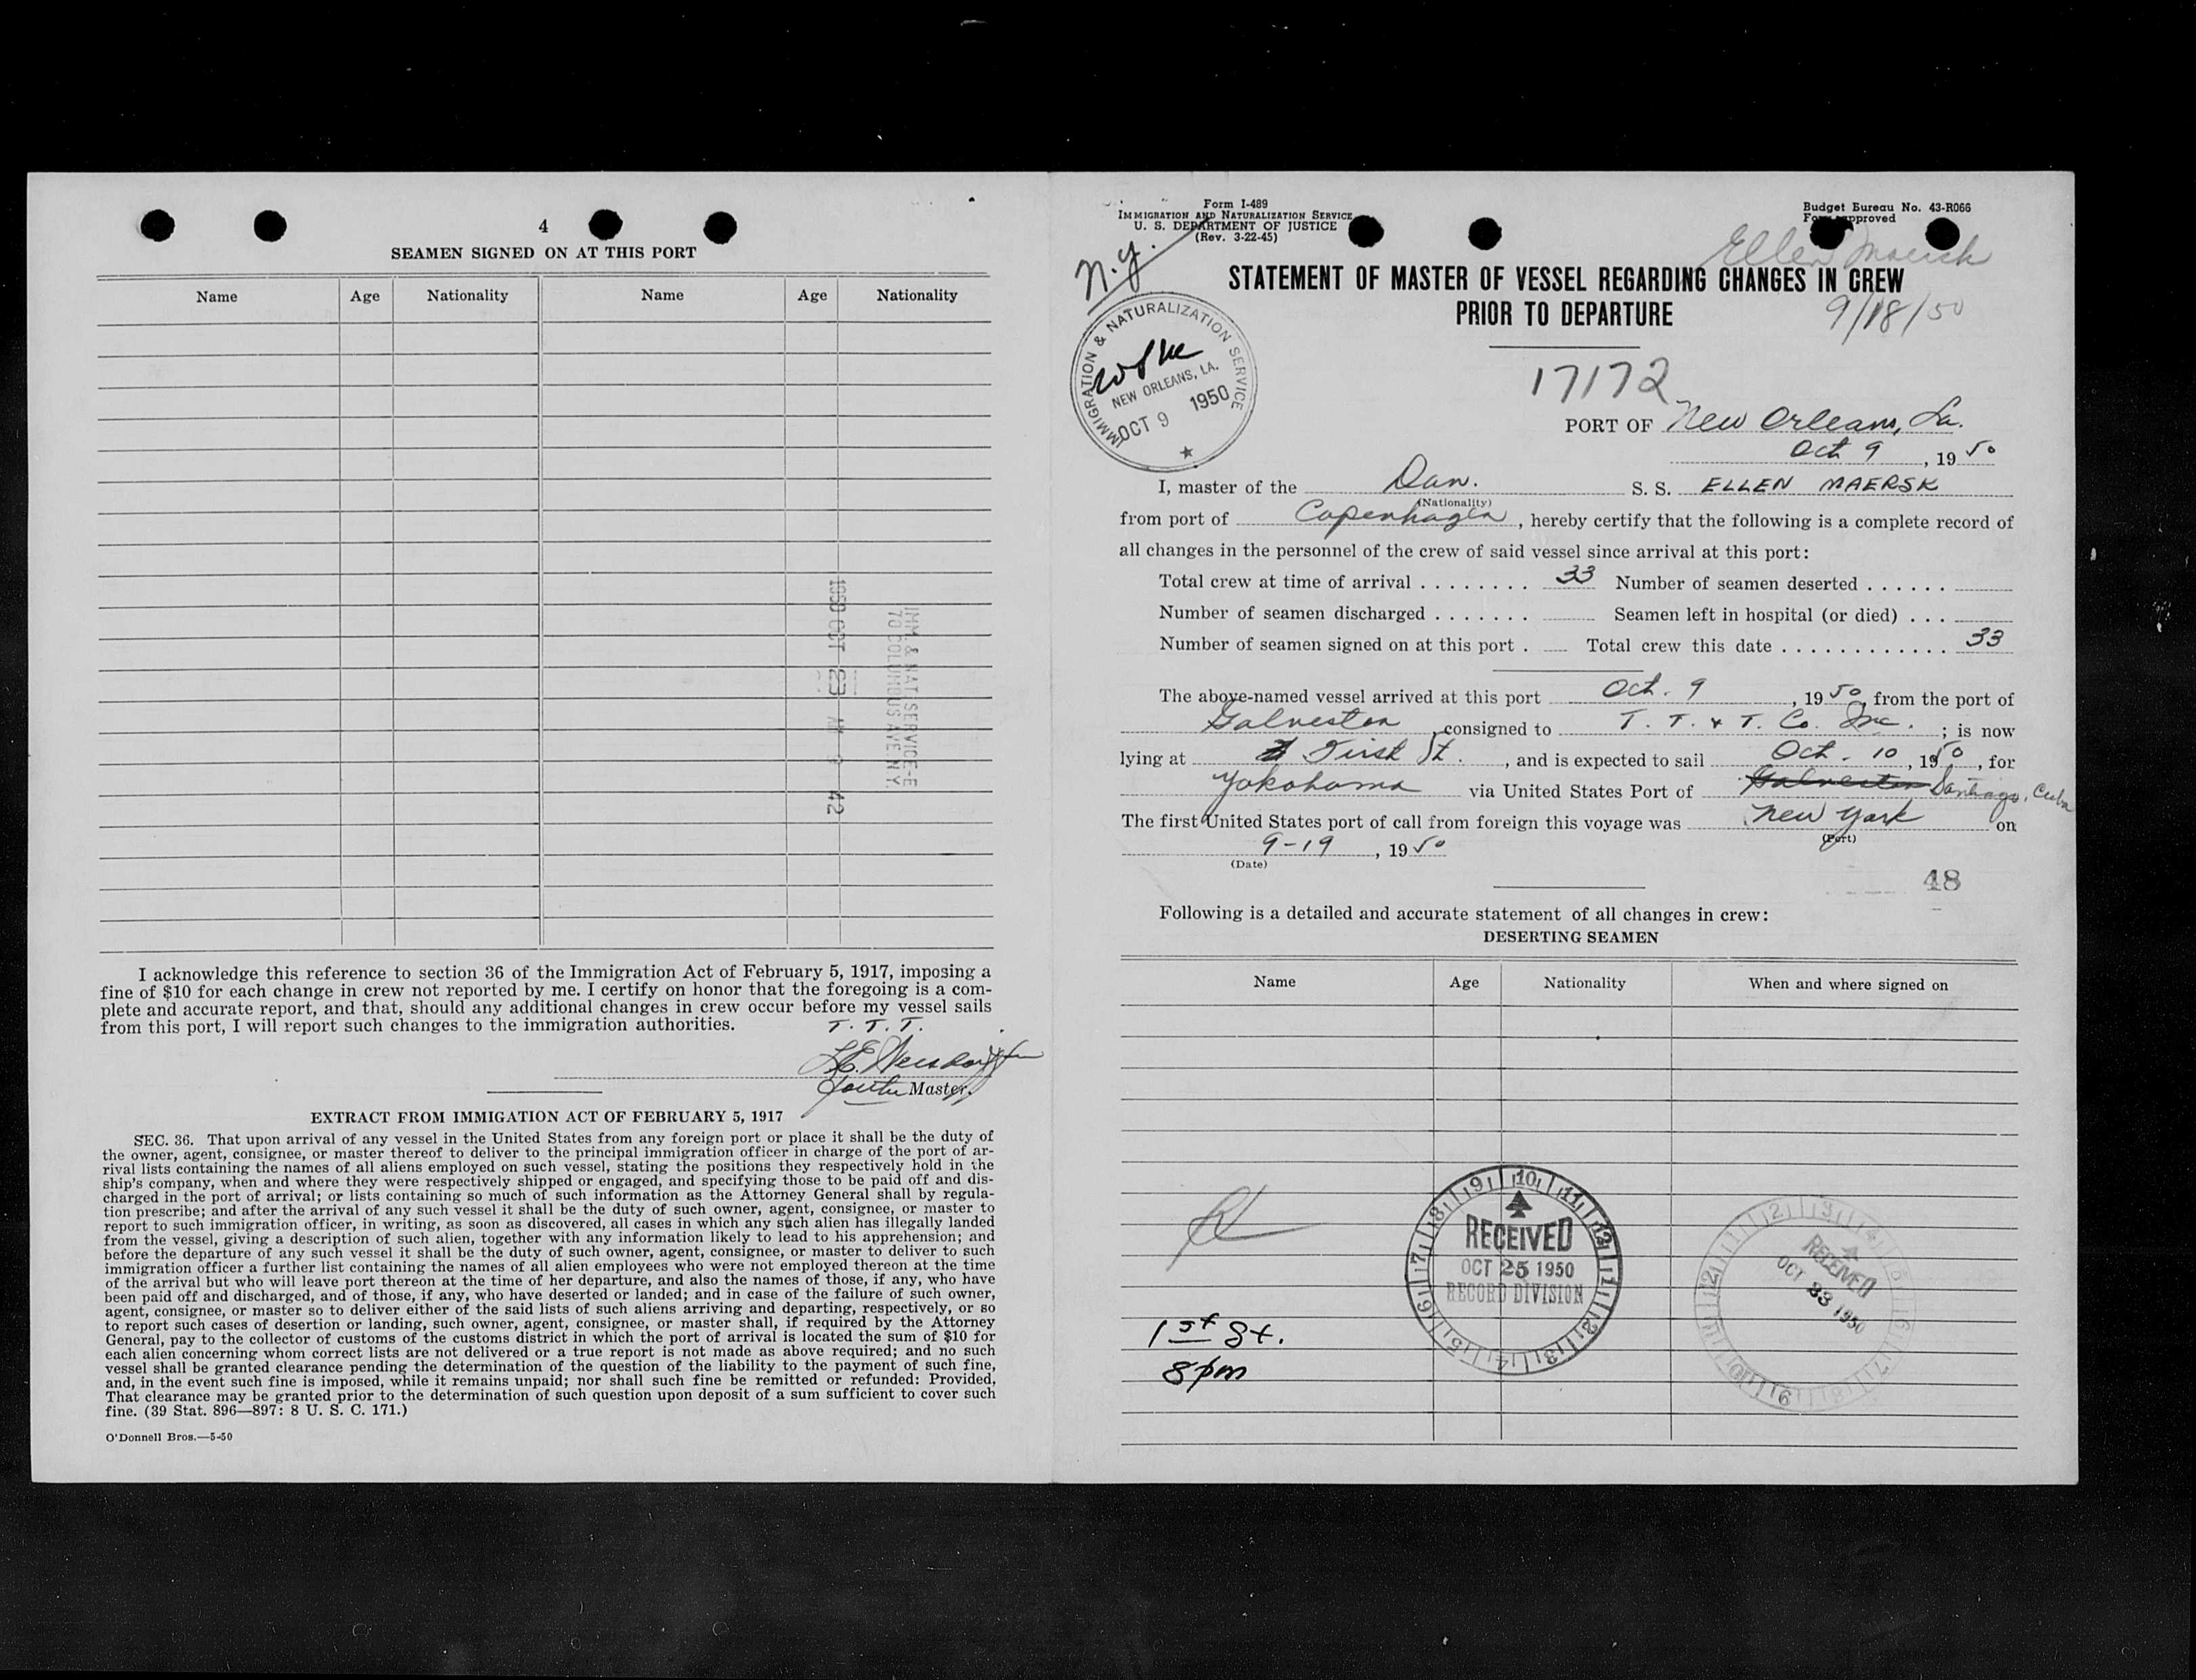 4
SEAMEN SIGNED ON AT THIS PORT
Name Age Nationality Name Age Nationality
1950 OCT 23 42
IMM. & NAT. SERVICE-E
70 COLUMBUS AVE. N.Y.
I acknowledge this reference to section 36 of the Immigration Act of February 5, 1917, imposing a
fine of $10 for each change in crew not reported by me. I certify on honor that the foregoing is a com-
plete and accurate report, and that, should any additional changes in crew occur before my vessel sails
from this port, I will report such changes to the immigration authorities.
T. T. T.
Master.
EXTRACT FROM IMMIGATION ACT OF FEBRUARY 5, 1917
SEC. 36. That upon arrival of any vessel in the United States from any foreign port or place it shall be the duty of
the owner, agent, consignee, or master thereof to deliver to the principal immigration officer in charge of the port of ar-
rival lists containing the names of all aliens employed on such vessel, stating the positions they respectively hold in the
ship's company, when and where they were respectively shipped or engaged, and specifying those to be paid off and dis-
charged in the port of arrival; or lists containing so much of such information as the Attorney General shall by regula-
tion prescribe; and after the arrival of any such vessel it shall be the duty of such owner, agent, consignee, or master to
report to such immigration officer, in writing, as soon as discovered, all cases in which any such alien has illegally landed
from the vessel, giving a description of such alien, together with any information likely to lead to his apprehension; and
before the departure of any such vessel it shall be the duty of such owner, agent, consignee, or master to deliver to such
immigration officer a further list containing the names of all alien employees who were not employed thereon at the time
of the arrival but who will leave port thereon at the time of her departure, and also the names of those, if any, who have
been paid off and discharged, and of those, if any, who have deserted or landed; and in case of the failure of such owner,
agent, consignee, or master so to deliver either of the said lists of such aliens arriving and departing, respectively, or so
to report such cases of desertion or landing, such owner, agent, consignee, or master shall, if required by the Attorney
General, pay to the collector of customs of the customs district in which the port of arrival is located the sum of $10 for
each alien concerning whom correct lists are not delivered or a true report is not made as above required; and no such
vessel shall be granted clearance pending the determination of the question of the liability to the payment of such fine,
and, in the event such fine is imposed, while it remains unpaid; nor shall such fine be remitted or refunded: Provided,
That clearance may be granted prior to the determination of such question upon deposit of a sum sufficient to cover such
fine. (39 Stat. 896—897: 8 U. S. C. 171.)
O'Donnell Bros.—5-50
Form I-489
IMMIGRATION AND NATURALIZATION SERVICE
U. S. DEPARTMENT OF JUSTICE
(Rev. 3-22-45)
Budget Bureau No. 43-R066
Form approved
N.Y.
Ellen Maersk
STATEMENT OF MASTER OF VESSEL REGARDING CHANGES IN CREW
PRIOR TO DEPARTURE
9/18/50
IMMIGRATION & NATURALIZATION SERVICE
NEW ORLEANS, LA.
OCT 9 1950
17172
PORT OF New Orleans, La.
Oct 9, 1950
I, master of the Dan. S. S. ELLEN MAERSK
(Nationality)
from port of Copenhagen, hereby certify that the following is a complete record of
all changes in the personnel of the crew of said vessel since arrival at this port:
Total crew at time of arrival . . . . . . . . 33 Number of seamen deserted . . . . . .
Number of seamen discharged . . . . . . . Seamen left in hospital (or died) . . .
Number of seamen signed on at this port . Total crew this date . . . . . . . . . . . . 33
The above-named vessel arrived at this port Oct. 9, 1950, from the port of
Galveston, consigned to T. T. & T. Co. Inc. ; is now
lying at First St., and is expected to sail Oct. 10, 1950, for
Yokohama via United States Port of Galveston Santiago, Cuba
The first United States port of call from foreign this voyage was New York on
(Port)
9-19, 1950
(Date)
48
Following is a detailed and accurate statement of all changes in crew:
DESERTING SEAMEN
Name Age Nationality When and where signed on
RECEIVED
OCT 25 1950
RECORD DIVISION
RECEIVED
OCT 23 1950
1st St.
8 pm